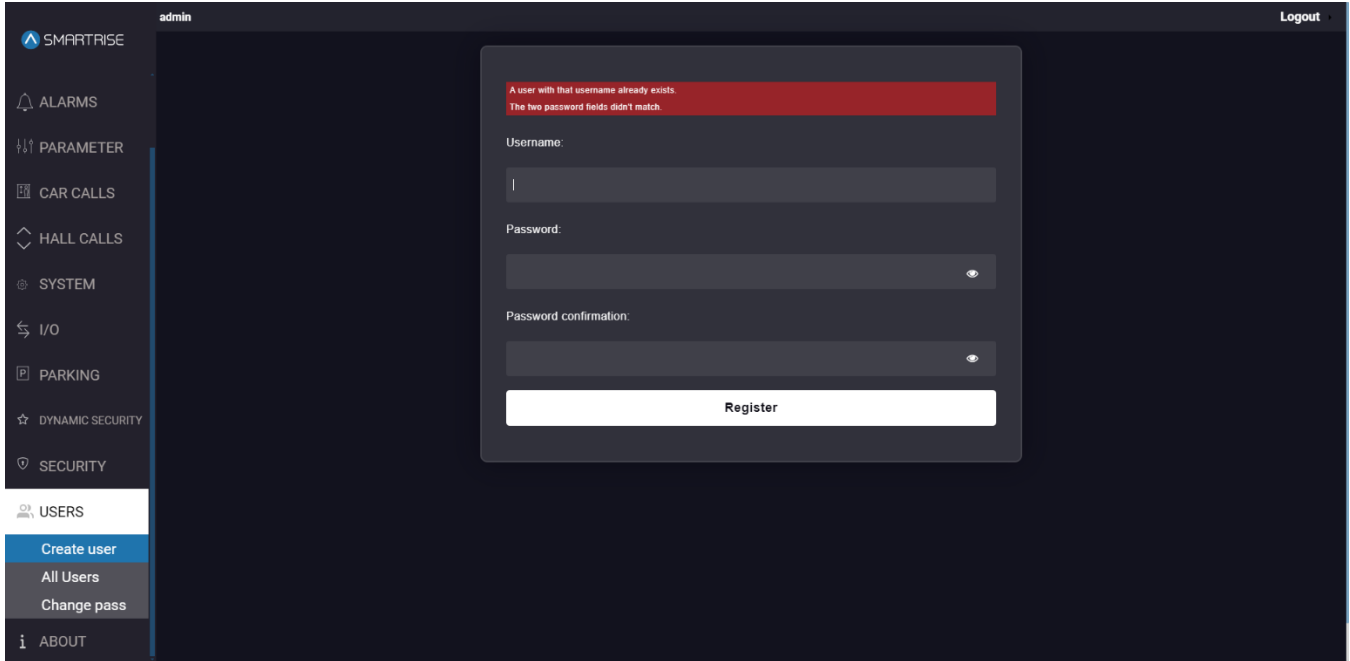 admin
Logout
SMARTRISE
ALARMS
PARAMETER
CAR CALLS
HALL CALLS
SYSTEM
I/O
PARKING
DYNAMIC SECURITY
SECURITY
USERS
Create user
All Users
Change pass
ABOUT
A user with that username already exists.
The two password fields didn't match.
Username:
Password:
Password confirmation:
Register